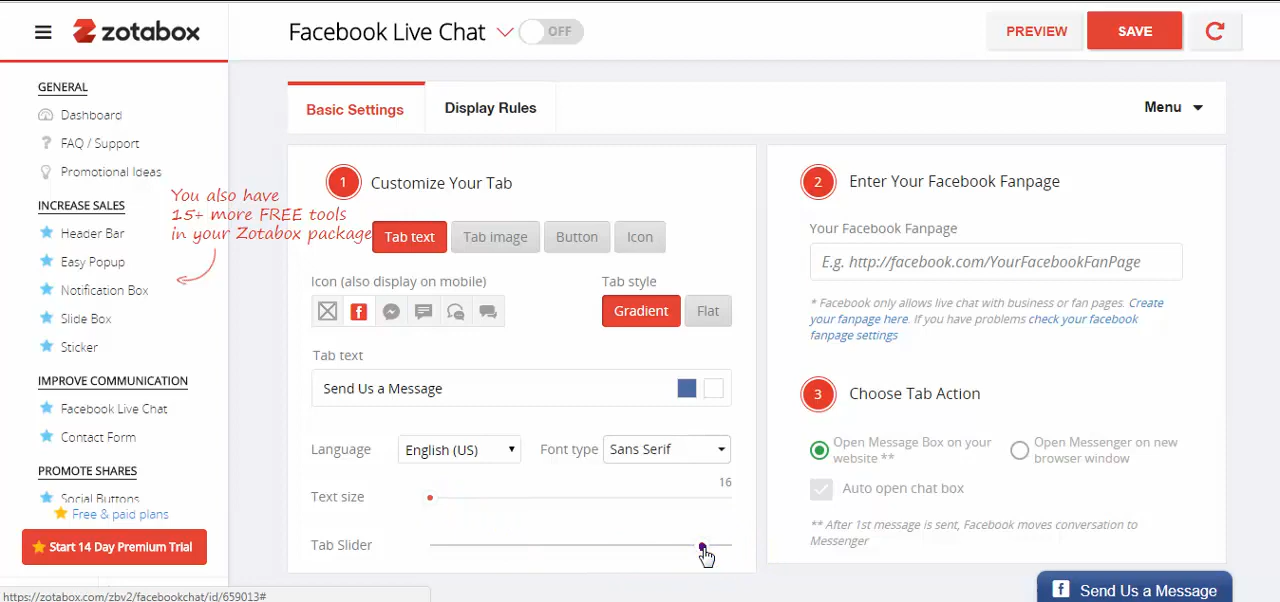 zotabox
Facebook Live Chat
OFF
PREVIEW
SAVE
GENERAL
Dashboard
FAQ / Support
Promotional Ideas
INCREASE SALES
Header Bar
Easy Popup
Notification Box
Slide Box
Sticker
IMPROVE COMMUNICATION
Facebook Live Chat
Contact Form
PROMOTE SHARES
Social Buttons
Free & paid plans
Start 14 Day Premium Trial
You also have
15+ more FREE tools
in your Zotabox package
Basic Settings
Display Rules
Menu
1
Customize Your Tab
Tab text
Tab image
Button
Icon
Icon (also display on mobile)
Tab style
Gradient
Flat
Tab text
Send Us a Message
Language
English (US)
Font type
Sans Serif
16
Text size
Tab Slider
2
Enter Your Facebook Fanpage
Your Facebook Fanpage
E.g. http://facebook.com/YourFacebookFanPage
* Facebook only allows live chat with business or fan pages. Create
your fanpage here. If you have problems check your facebook
fanpage settings
3
Choose Tab Action
Open Message Box on your
website **
Open Messenger on new
browser window
Auto open chat box
** After 1st message is sent, Facebook moves conversation to
Messenger
Send Us a Message
https://zotabox.com/zbv2/facebookchat/id/659013#